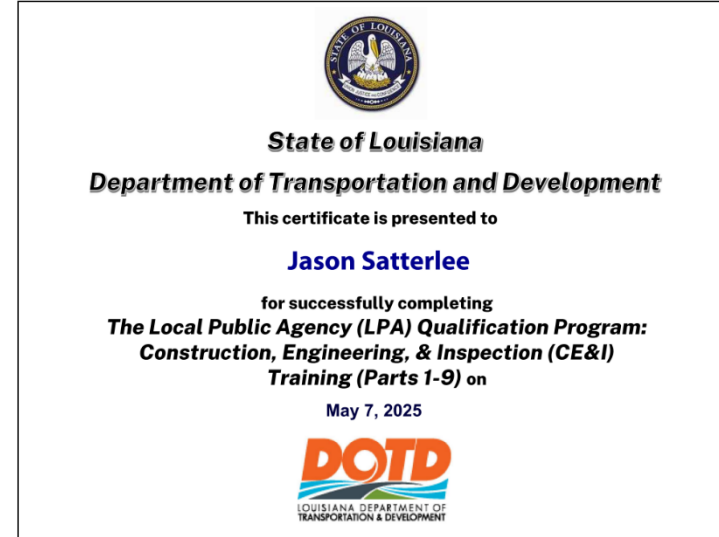 STATE OF LOUISIANA
State of Louisiana
Department of Transportation and Development
This certificate is presented to
Jason Satterlee
for successfully completing
The Local Public Agency (LPA) Qualification Program:
Construction, Engineering, & Inspection (CE&I)
Training (Parts 1-9) on
May 7, 2025
DOTD
LOUISIANA DEPARTMENT OF
TRANSPORTATION & DEVELOPMENT